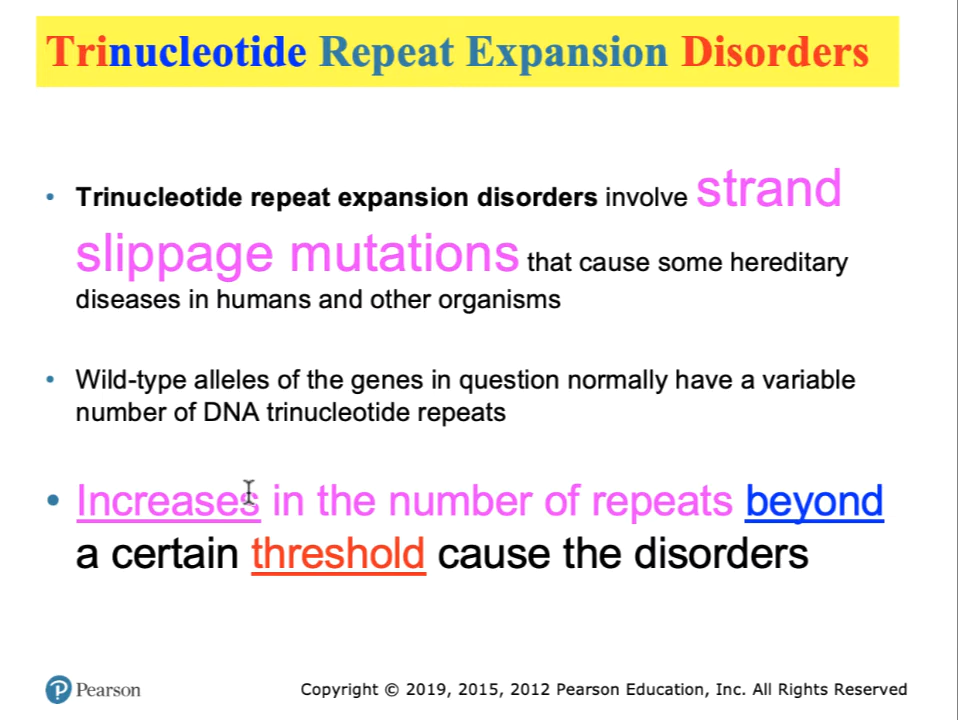 Trinucleotide Repeat Expansion Disorders
• Trinucleotide repeat expansion disorders involve strand
slippage mutations that cause some hereditary
diseases in humans and other organisms
• Wild-type alleles of the genes in question normally have a variable
number of DNA trinucleotide repeats
• Increases in the number of repeats beyond
a certain threshold cause the disorders
P Pearson
Copyright © 2019, 2015, 2012 Pearson Education, Inc. All Rights Reserved